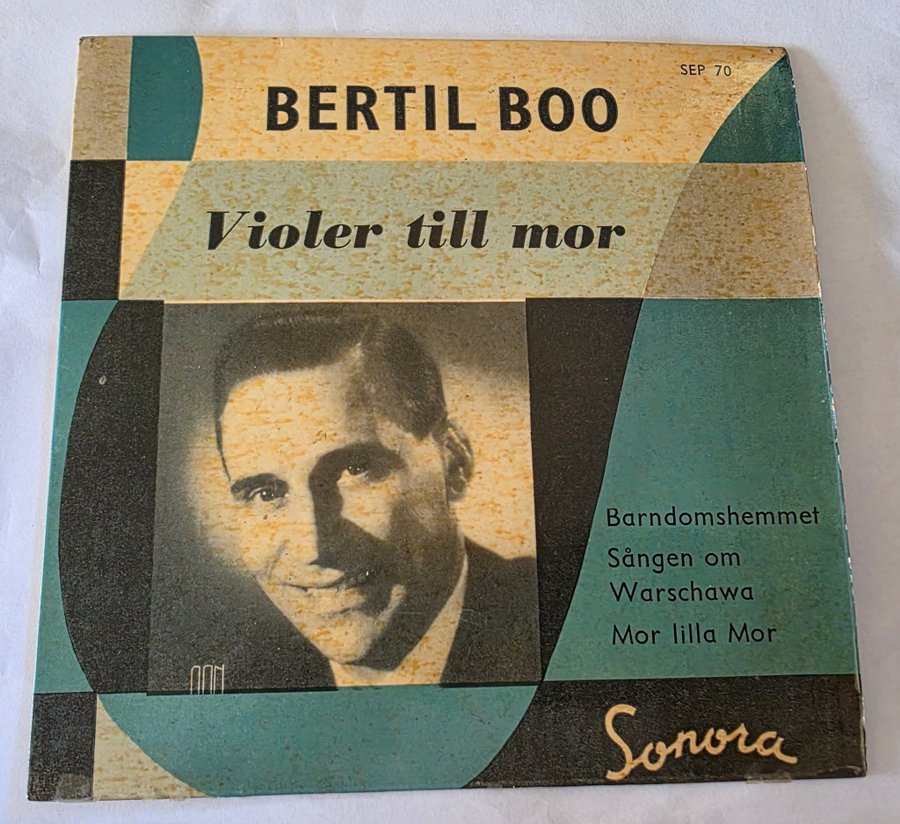 SEP 70
BERTIL BOO
Violer till mor
Barndomshemmet
Sången om
Warschawa
Mor lilla Mor
Sonora